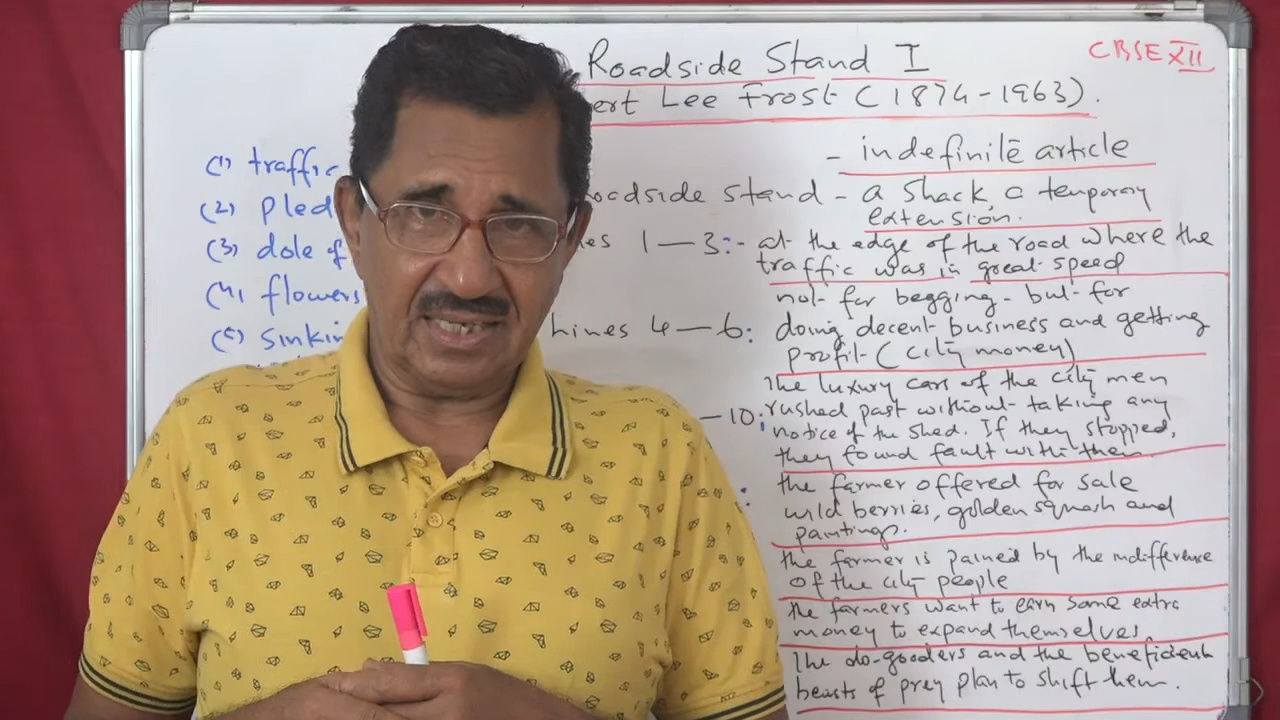 Roadside Stand I
CBSE XII
ert Lee Frost (1874-1963).
- indefinite article
(1) traffic
oadside stand - a shack, a temporary
extension.
(2) pled
nes 1-3:- at the edge of the road where the
traffic was in great speed
(3) dole of
(4) flowers
not for begging - but for
Lines 4-6: doing decent business and getting
profit (city money)
(5) sinkin
The luxury cars of the city men
-10: rushed past without taking any
notice of the shed. If they stopped,
they found fault with them.
: the farmer offered for sale
wild berries, golden squash and
paintings.
the farmer is pained by the indifference
of the city people
the farmers want to earn some extra
money to expand themselves
The do-gooders and the beneficent
beasts of prey plan to shift them.